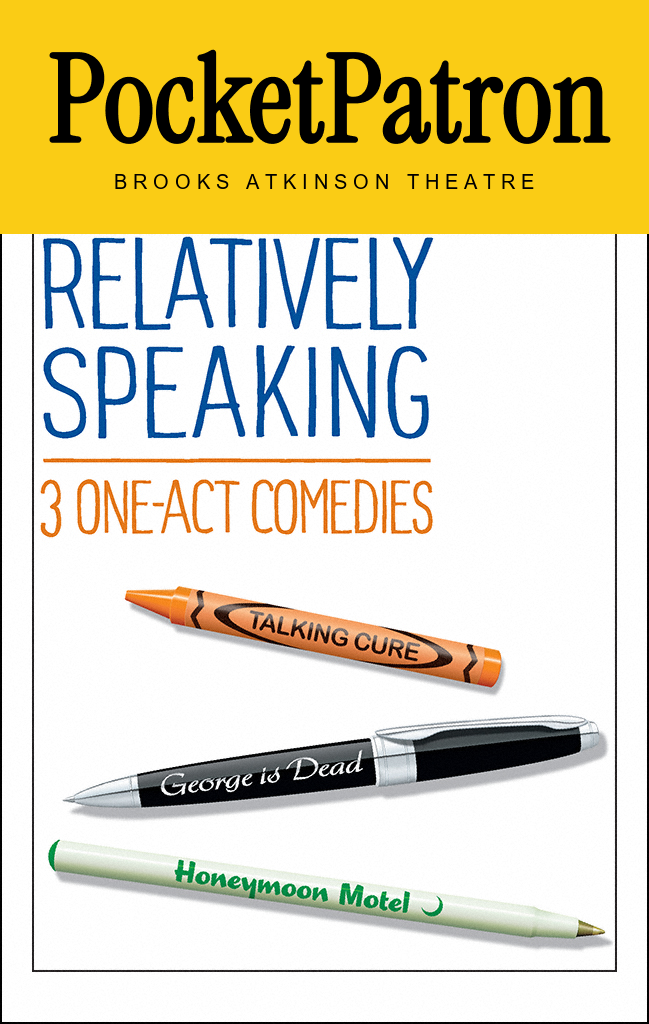 PocketPatron
BROOKS ATKINSON THEATRE
RELATIVELY
SPEAKING
3 ONE-ACT COMEDIES
TALKING CURE
George is Dead
Honeymoon Motel